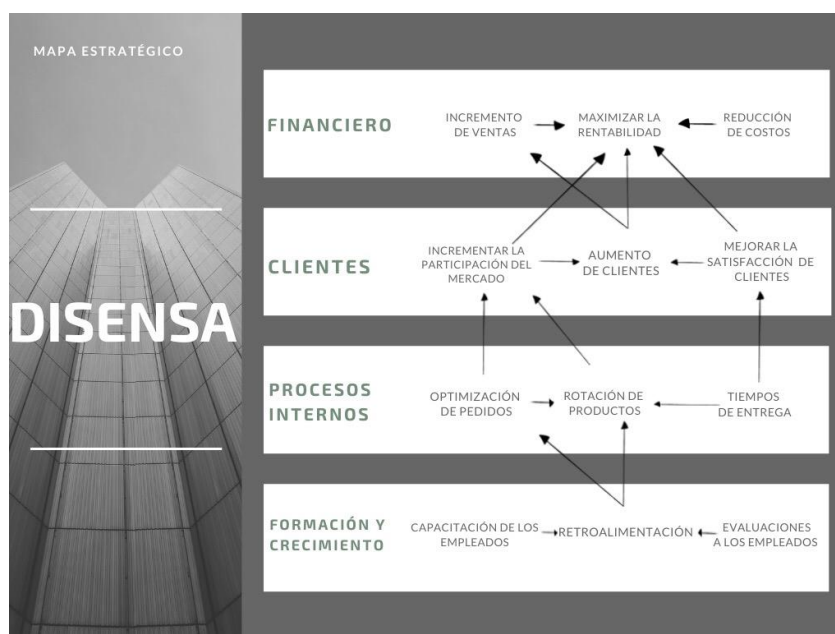 MAPA ESTRATÉGICO
DISENSA
FINANCIERO
INCREMENTO
DE VENTAS
MAXIMIZAR LA
RENTABILIDAD
REDUCCIÓN
DE COSTOS
CLIENTES
INCREMENTAR LA
PARTICIPACIÓN DEL
MERCADO
AUMENTO
DE CLIENTES
MEJORAR LA
SATISFACCIÓN DE
CLIENTES
PROCESOS
INTERNOS
OPTIMIZACIÓN
DE PEDIDOS
ROTACIÓN DE
PRODUCTOS
TIEMPOS
DE ENTREGA
FORMACIÓN Y
CRECIMIENTO
CAPACITACIÓN DE LOS
EMPLEADOS
RETROALIMENTACIÓN
EVALUACIONES
A LOS EMPLEADOS